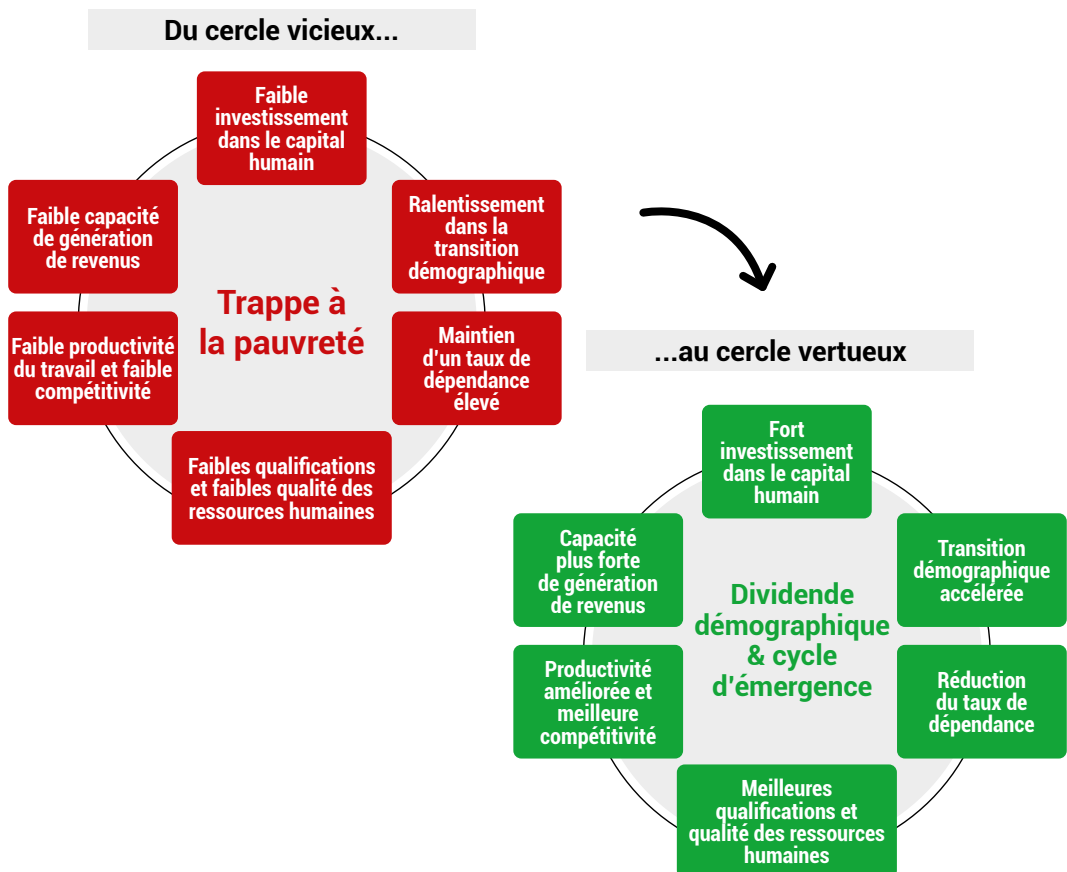 Du cercle vicieux...
Faible
investissement
dans le capital
humain
Ralentissement
dans la
transition
démographique
Maintien
d'un taux de
dépendance
élevé
Faibles qualifications
et faibles qualité des
ressources humaines
Faible productivité
du travail et faible
compétitivité
Faible capacité
de génération
de revenus
Trappe à
la pauvreté
...au cercle vertueux
Fort
investissement
dans le capital
humain
Transition
démographique
accélérée
Réduction
du taux de
dépendance
Meilleures
qualifications et
qualité des ressources
humaines
Productivité
améliorée et
meilleure
compétitivité
Capacité
plus forte
de génération
de revenus
Dividende
démographique
& cycle
d'émergence